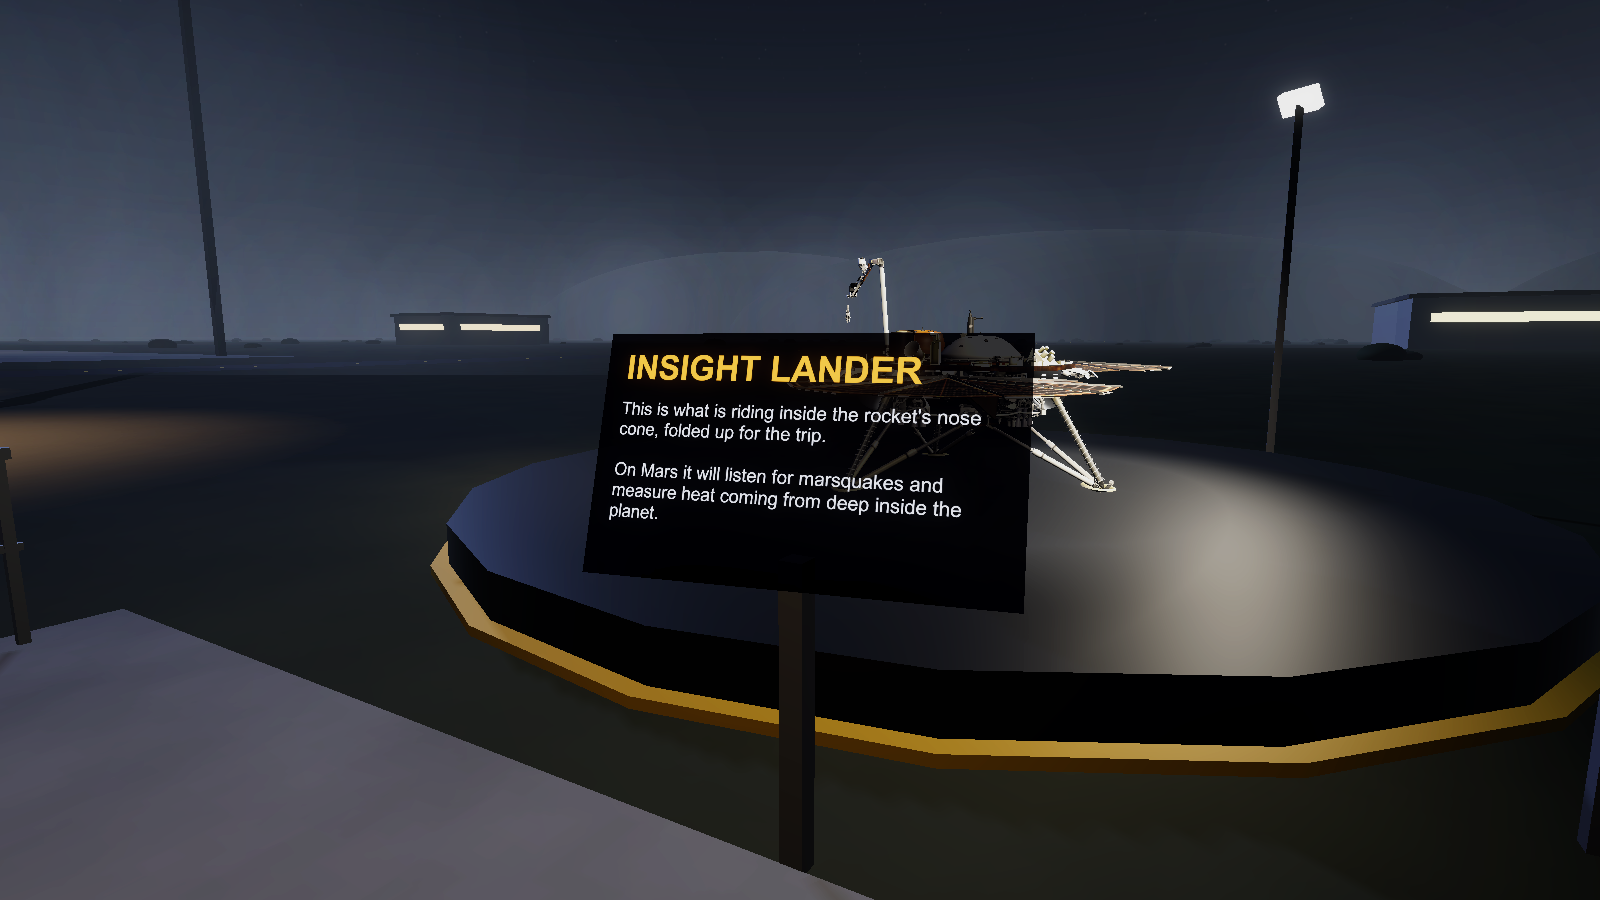 INSIGHT LANDER
This is what is riding inside the rocket's nose
cone, folded up for the trip.
On Mars it will listen for marsquakes and
measure heat coming from deep inside the
planet.